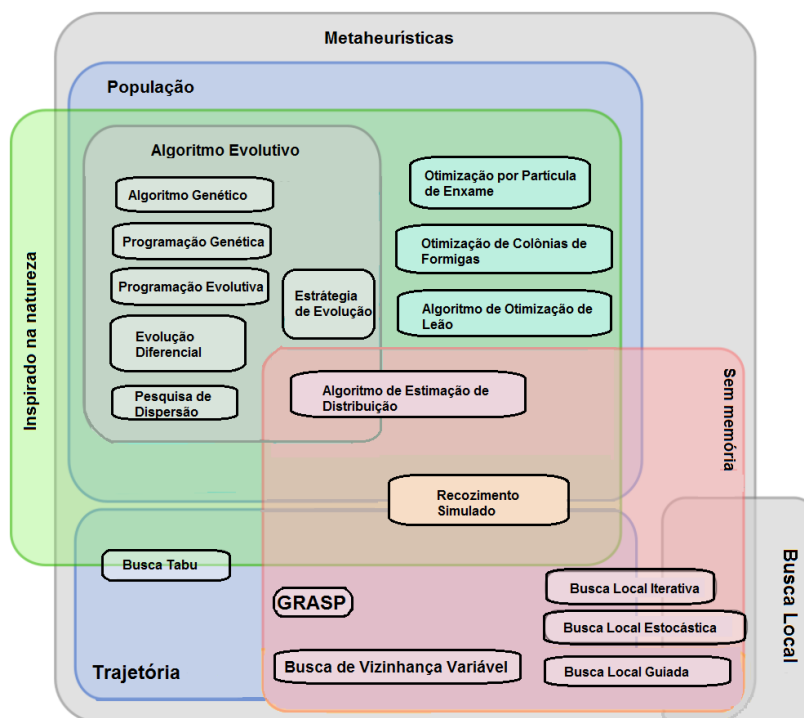 Metaheurísticas
População
Inspirado na natureza
Algoritmo Evolutivo
Algoritmo Genético
Programação Genética
Programação Evolutiva
Evolução
Diferencial
Pesquisa de
Dispersão
Estrátegia
de Evolução
Otimização por Partícula
de Enxame
Otimização de Colônias de
Formigas
Algoritmo de Otimização de
Leão
Algoritmo de Estimação de
Distribuição
Sem memória
Recozimento
Simulado
Busca Tabu
GRASP
Busca Local Iterativa
Busca Local Estocástica
Busca Local Guiada
Busca de Vizinhança Variável
Trajetória
Busca Local